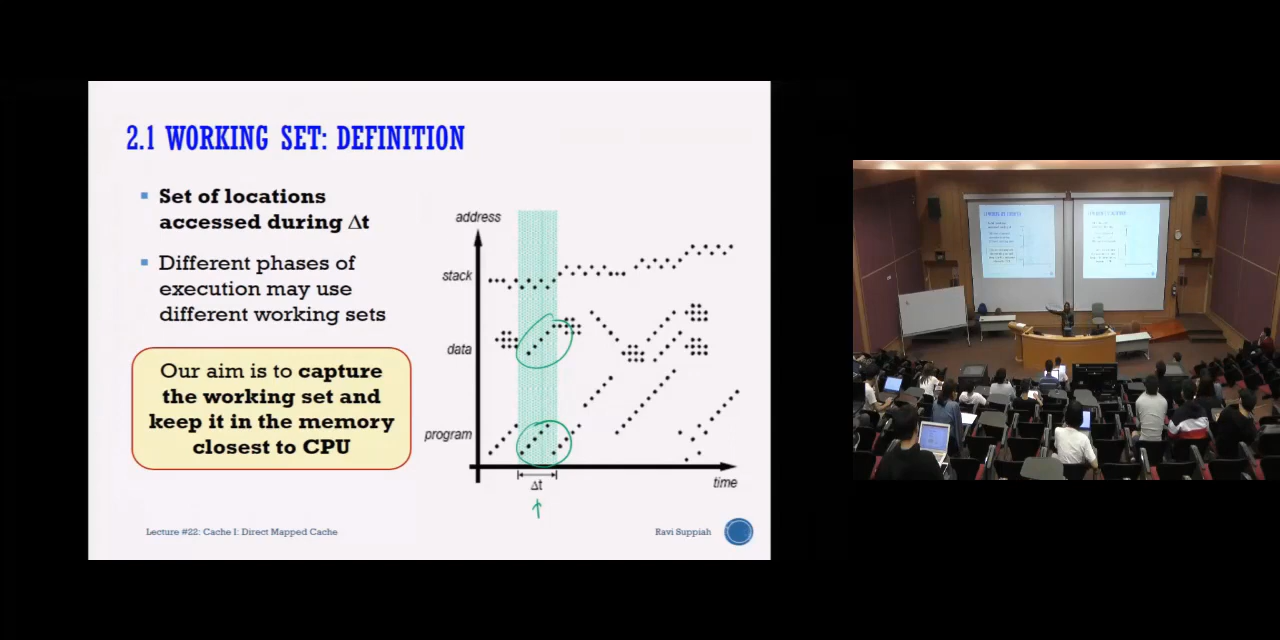 2.1 WORKING SET: DEFINITION
Set of locations
accessed during Δt
Different phases of
execution may use
different working sets
Our aim is to capture
the working set and
keep it in the memory
closest to CPU
address
stack
data
program
Δt
time
Lecture #22: Cache I: Direct Mapped Cache
Ravi Suppiah